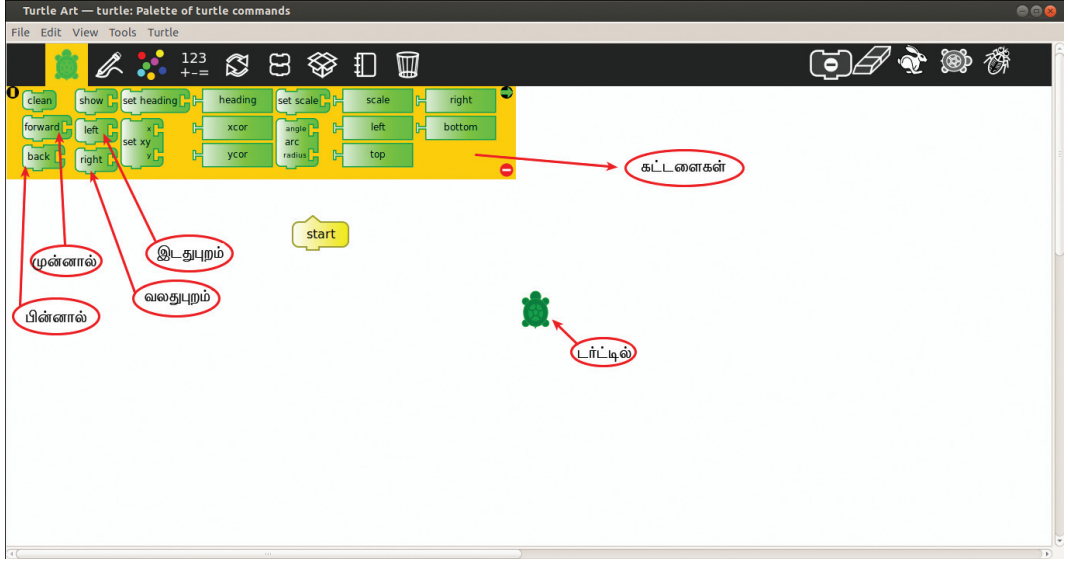 Turtle Art — turtle: Palette of turtle commands
File Edit View Tools Turtle
123
+-=
clean show set heading heading set scale scale right
forward left set xy x y xcor angle arc radius left bottom
back right ycor top
கட்டளைகள்
start
இடதுபுறம்
முன்னால்
வலதுபுறம்
பின்னால்
டர்ட்டில்